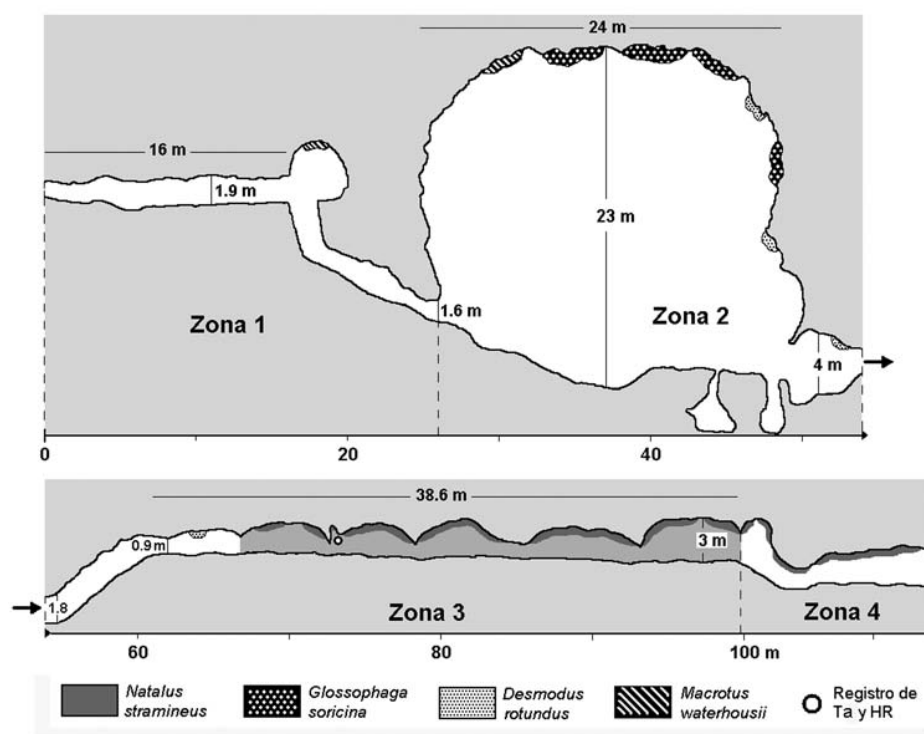 24 m
16 m
1.9 m
23 m
Zona 1
1.6 m
Zona 2
4 m
0 20 40
38.6 m
0.9 m
3 m
1.8
Zona 3
Zona 4
60 80 100 m
Natalus stramineus
Glossophaga soricina
Desmodus rotundus
Macrotus waterhousii
Registro de Ta y HR